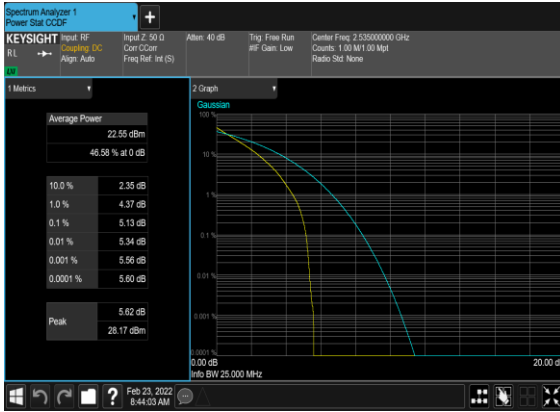 Spectrum Analyzer 1
Power Stat CCDF
KEYSIGHT Input: RF Input Z: 50 Ω Atten: 40 dB Trig: Free Run Center Freq: 2.535000000 GHz
RL Coupling: DC Corr CCorr #IF Gain: Low Counts: 1.00 M/1.00 Mpt
Align: Auto Freq Ref: Int (S) Radio Std: None
1 Metrics
2 Graph
Average Power
22.55 dBm
46.58 % at 0 dB
10.0 % 2.35 dB
1.0 % 4.37 dB
0.1 % 5.13 dB
0.01 % 5.34 dB
0.001 % 5.56 dB
0.0001 % 5.60 dB
Peak
5.62 dB
28.17 dBm
Gaussian
100 %
10 %
1 %
0.1 %
0.01 %
0.001 %
0.0001 %
0.00 dB 20.00 d
Info BW 25.000 MHz
Feb 23, 2022
8:44:03 AM